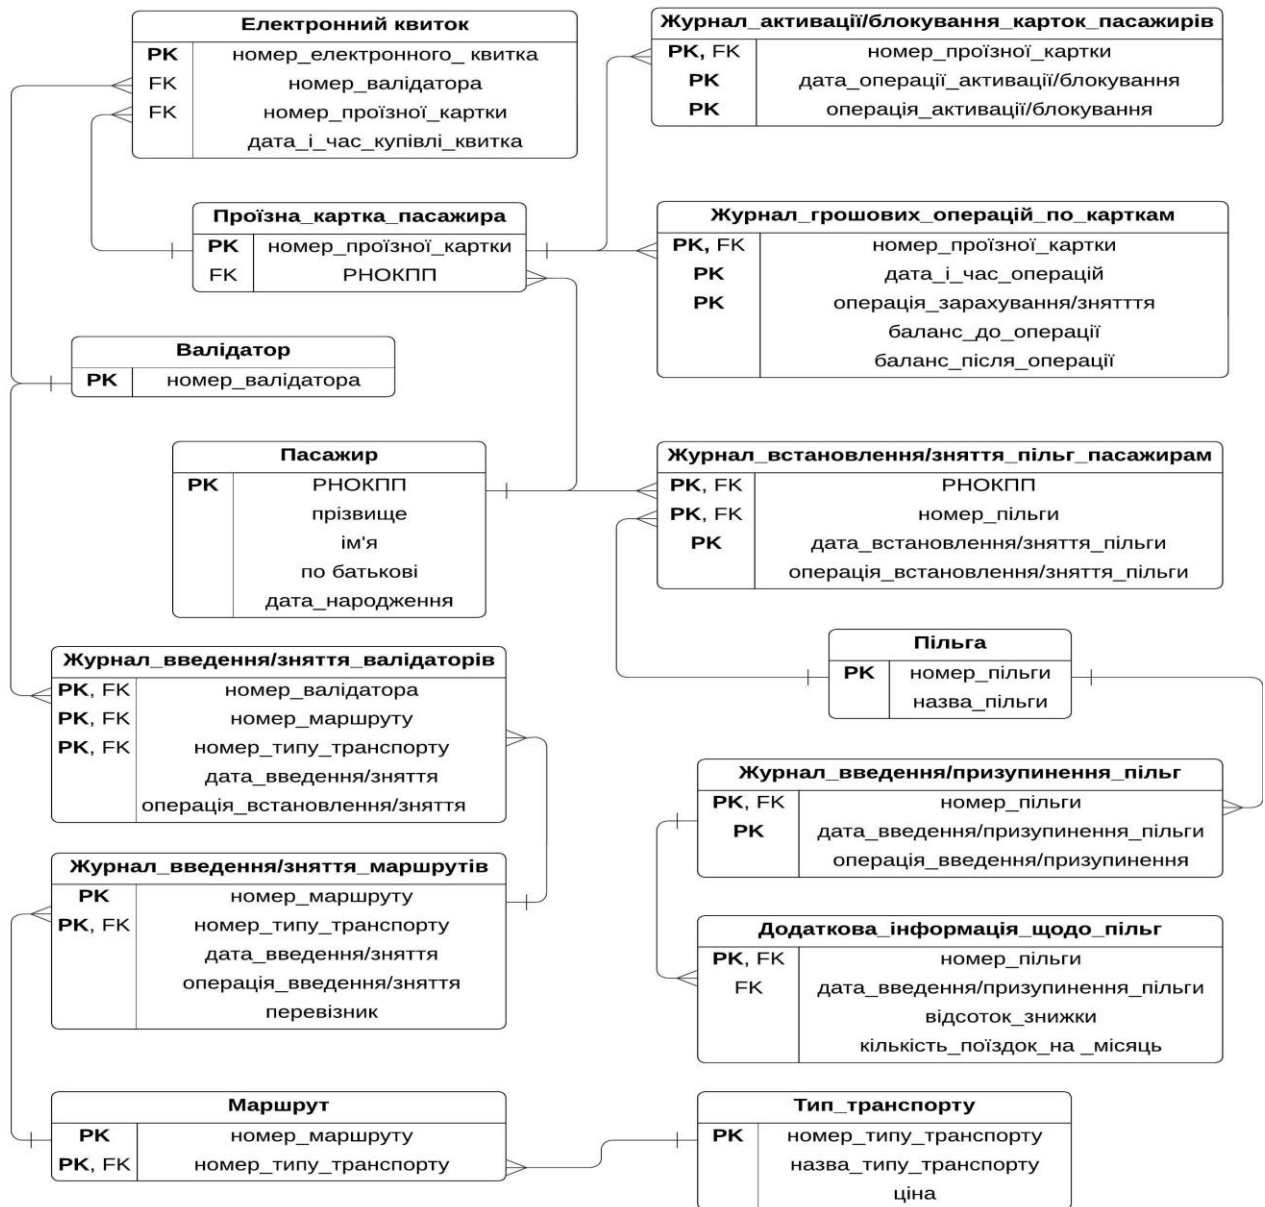 Електронний квиток
PK номер_електронного_ квитка
FK номер_валідатора
FK номер_проїзної_картки
дата_і_час_купівлі_квитка
Журнал_активації/блокування_карток_пасажирів
PK, FK номер_проїзної_картки
PK дата_операції_активації/блокування
PK операція_активації/блокування
Проїзна_картка_пасажира
PK номер_проїзної_картки
FK РНОКПП
Журнал_грошових_операцій_по_карткам
PK, FK номер_проїзної_картки
PK дата_і_час_операцій
PK операція_зарахування/знятття
баланс_до_операції
баланс_після_операції
Валідатор
PK номер_валідатора
Пасажир
PK РНОКПП
прізвище
ім'я
по батькові
дата_народження
Журнал_встановлення/зняття_пільг_пасажирам
PK, FK РНОКПП
PK, FK номер_пільги
PK дата_встановлення/зняття_пільги
операція_встановлення/зняття_пільги
Пільга
PK номер_пільги
назва_пільги
Журнал_введення/зняття_валідаторів
PK, FK номер_валідатора
PK, FK номер_маршруту
PK, FK номер_типу_транспорту
дата_введення/зняття
операція_встановлення/зняття
Журнал_введення/призупинення_пільг
PK, FK номер_пільги
PK дата_введення/призупинення_пільги
операція_введення/призупинення
Журнал_введення/зняття_маршрутів
PK номер_маршруту
PK, FK номер_типу_транспорту
дата_введення/зняття
операція_введення/зняття
перевізник
Додаткова_інформація_щодо_пільг
PK, FK номер_пільги
FK дата_введення/призупинення_пільги
відсоток_знижки
кількість_поїздок_на _місяць
Маршрут
PK номер_маршруту
PK, FK номер_типу_транспорту
Тип_транспорту
PK номер_типу_транспорту
назва_типу_транспорту
ціна